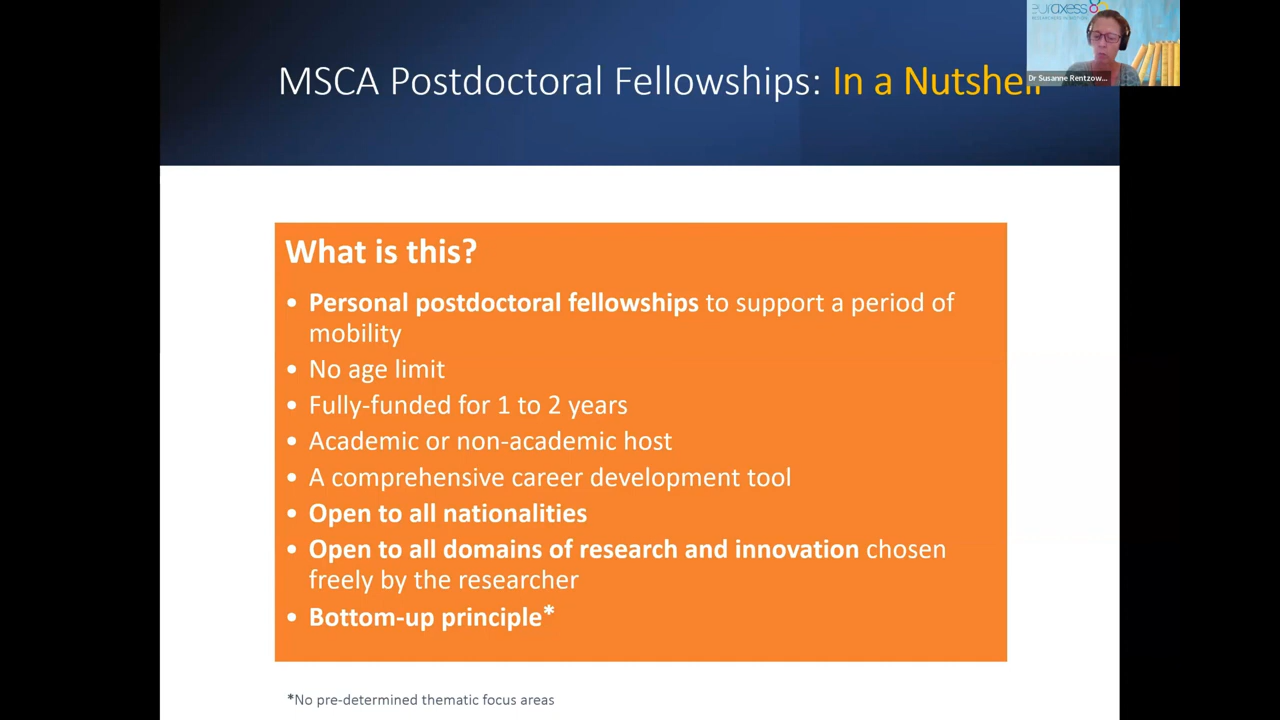 euraxess
MSCA Postdoctoral Fellowships: In a Nutshell
Dr Susanne Rentzow...
What is this?
• Personal postdoctoral fellowships to support a period of
mobility
• No age limit
• Fully-funded for 1 to 2 years
• Academic or non-academic host
• A comprehensive career development tool
• Open to all nationalities
• Open to all domains of research and innovation chosen
freely by the researcher
• Bottom-up principle*
*No pre-determined thematic focus areas